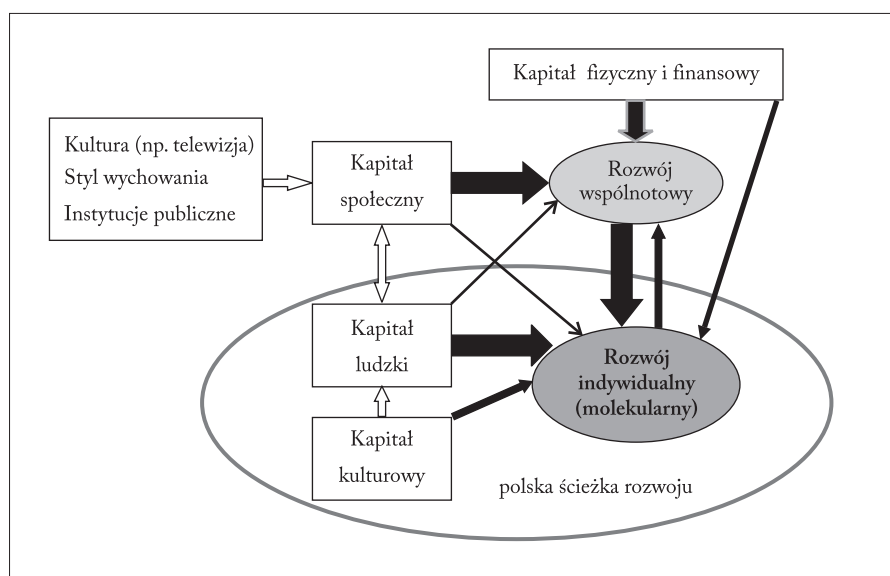 Kapitał fizyczny i finansowy
Kultura (np. telewizja)
Styl wychowania
Instytucje publiczne
Kapitał
społeczny
Rozwój
wspólnotowy
Kapitał
ludzki
Rozwój
indywidualny
(molekularny)
Kapitał
kulturowy
polska ścieżka rozwoju